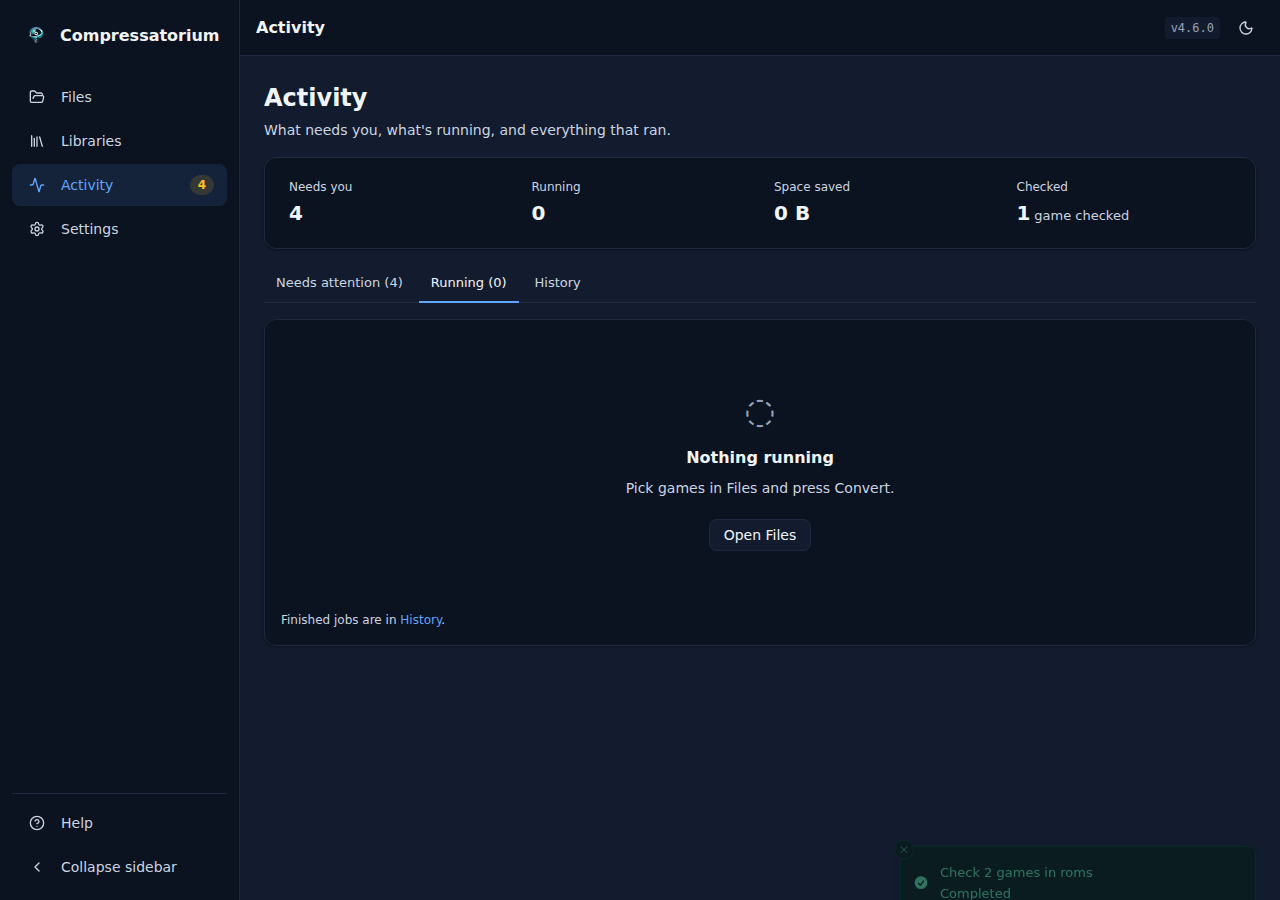 Compressatorium
Files
Libraries
Activity
4
Settings
Help
Collapse sidebar
Activity
v4.6.0
Activity
What needs you, what's running, and everything that ran.
Needs you
4
Running
0
Space saved
0 B
Checked
1 game checked
Needs attention (4)
Running (0)
History
Nothing running
Pick games in Files and press Convert.
Open Files
Finished jobs are in History.
Check 2 games in roms
Completed